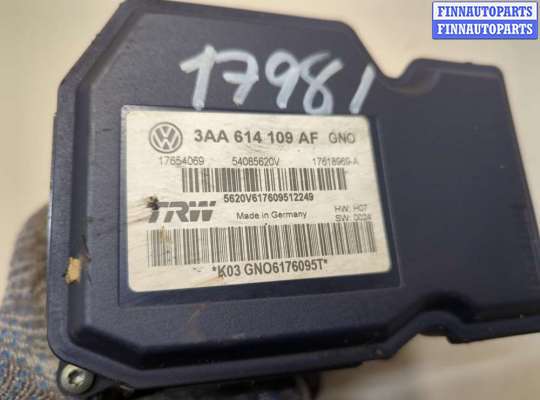 FINNAUTOPARTS
FINNAUTOPARTS
17981
3AA 614 109 AF GNO
17654069 54085620V 17618969-A
5620V617609512249
TRW Made in Germany HW: H07
SW: 0024
*K03 GNO6176095T*